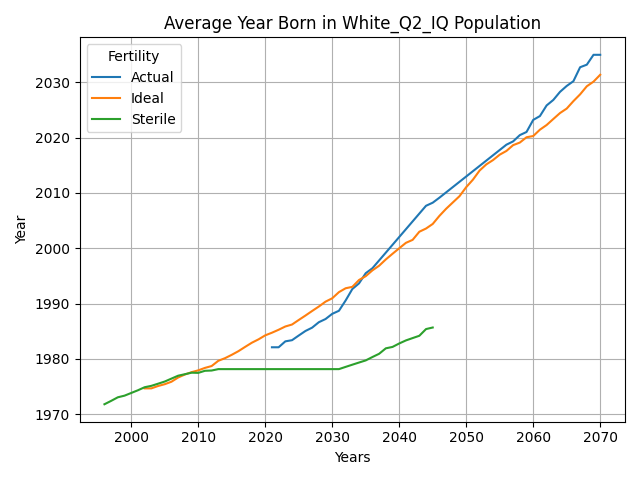 Average Year Born in White_Q2_IQ Population
Fertility
Actual
Ideal
Sterile
2030
2020
2010
2000
1990
1980
1970
Year
2000
2010
2020
2030
2040
2050
2060
2070
Years